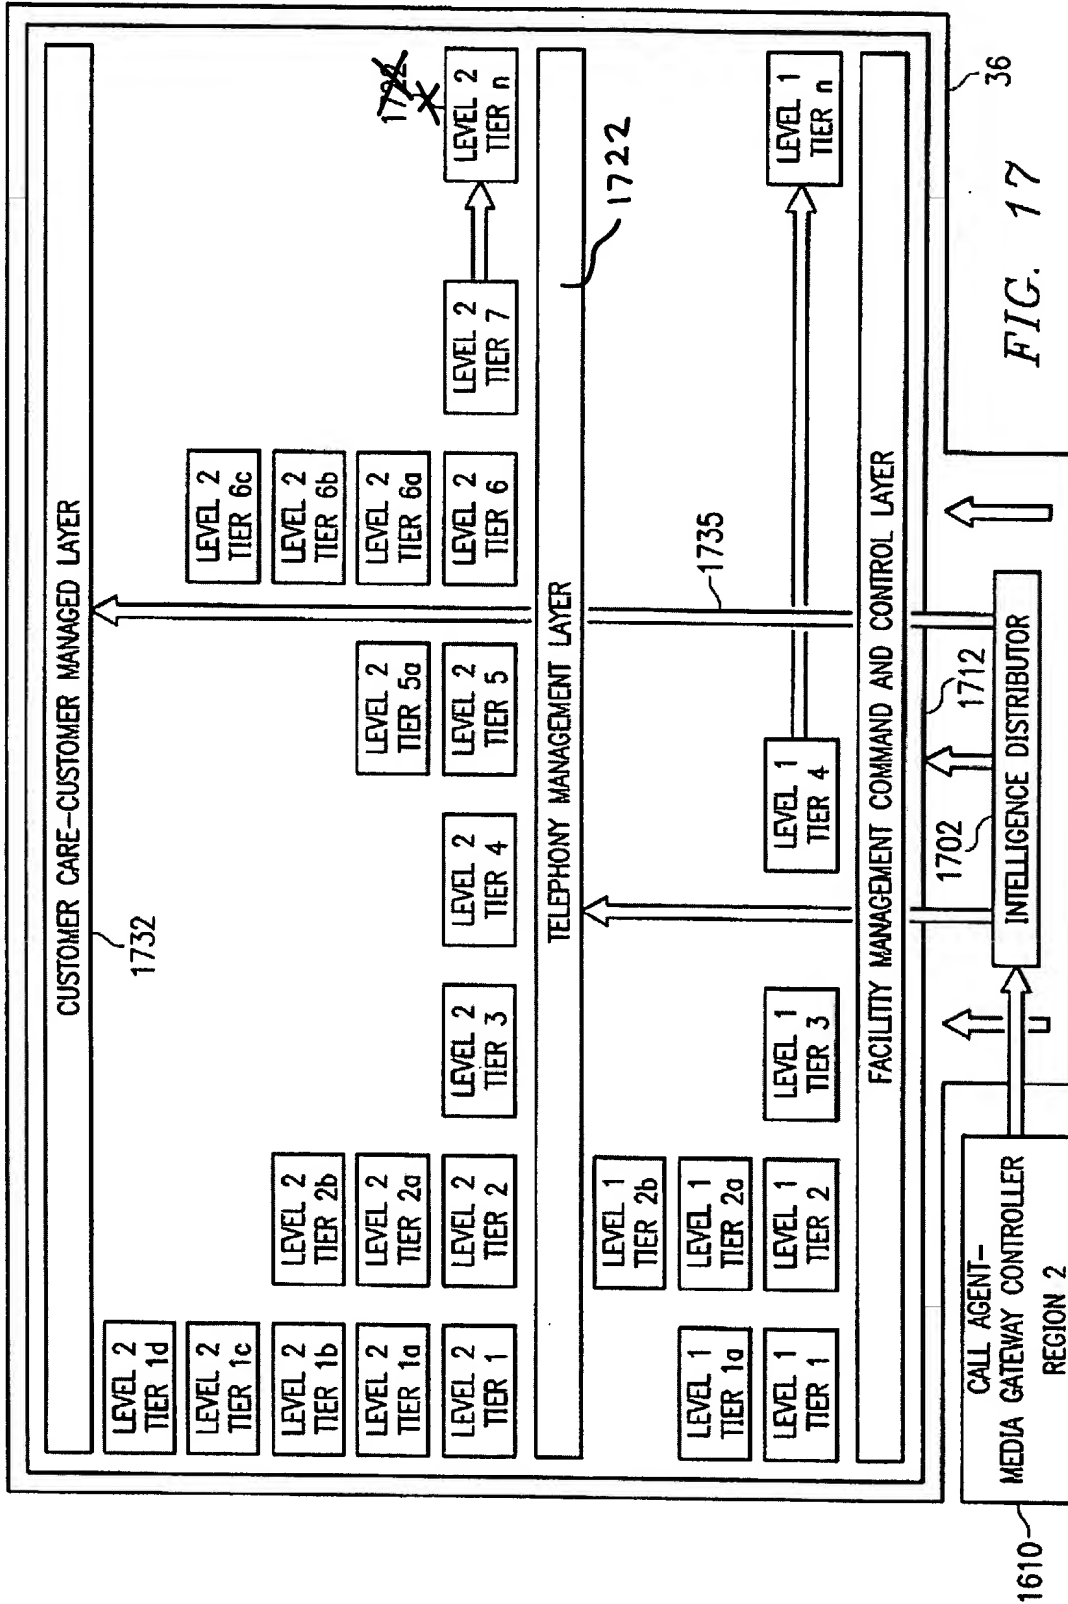 CUSTOMER CARE-CUSTOMER MANAGED LAYER
1732
LEVEL 2
TIER 1d
LEVEL 2
TIER 1c
LEVEL 2
TIER 1b
LEVEL 2
TIER 1a
LEVEL 2
TIER 1
LEVEL 2
TIER 2b
LEVEL 2
TIER 2a
LEVEL 2
TIER 2
LEVEL 2
TIER 3
LEVEL 2
TIER 4
LEVEL 2
TIER 5a
LEVEL 2
TIER 5
LEVEL 2
TIER 6c
LEVEL 2
TIER 6b
LEVEL 2
TIER 6a
LEVEL 2
TIER 6
LEVEL 2
TIER 7
1722
LEVEL 2
TIER n
TELEPHONY MANAGEMENT LAYER
1722
LEVEL 1
TIER 1a
LEVEL 1
TIER 1
LEVEL 1
TIER 2b
LEVEL 1
TIER 2a
LEVEL 1
TIER 2
LEVEL 1
TIER 3
LEVEL 1
TIER 4
1735
LEVEL 1
TIER n
FACILITIY MANAGEMENT COMMAND AND CONTROL LAYER
1712
36
1702
INTELLIGENCE DISTRIBUTOR
CALL AGENT-
MEDIA GATEWAY CONTROLLER
REGION 2
1610
FIG. 17